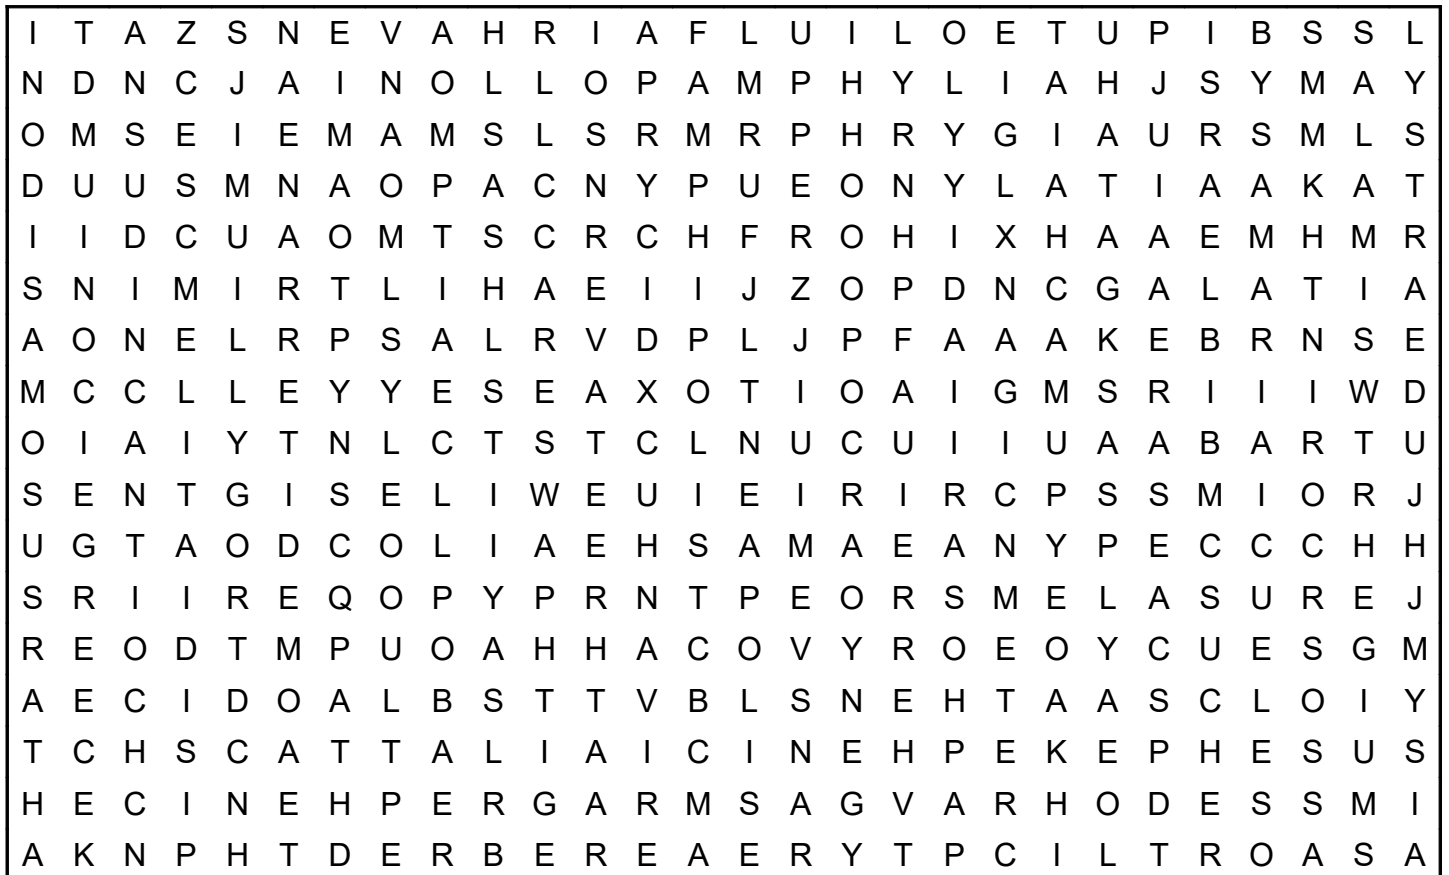 I T A Z S N E V A H R I A F L U I L O E T U P I B S S L
N D N C J A I N O L L O P A M P H Y L I A H J S Y M A Y
O M S E I E M A M S L S R M R P H R Y G I A U R S M L S
D U U S M N A O P A C N Y P U E O N Y L A T I A A K A T
I I D C U A O M T S C R C H F R O H I X H A A E M H M R
S N I M I R T L I H A E I I J Z O P D N C G A L A T I A
A O N E L R P S A L R V D P L J P F A A A K E B R N S E
M C C L L E Y Y E S E A X O T I O A I G M S R I I I W D
O I A I Y T N L C T S T C L N U C U I I U A A B A R T U
S E N T G I S E L I W E U I E I R I R C P S S M I O R J
U G T A O D C O L I A E H S A M A E A N Y P E C C C H H
S R I I R E Q O P Y P R N T P E O R S M E L A S U R E J
R E O D T M P U O A H H A C O V Y R O E O Y C U E S G M
A E C I D O A L B S T T V B L S N E H T A A S C L O I Y
T C H S C A T T A L I A I C I N E H P E K E P H E S U S
H E C I N E H P E R G A R M S A G V A R H O D E S S M I
A K N P H T D E R B E R E A E R Y T P C I L T R O A S A